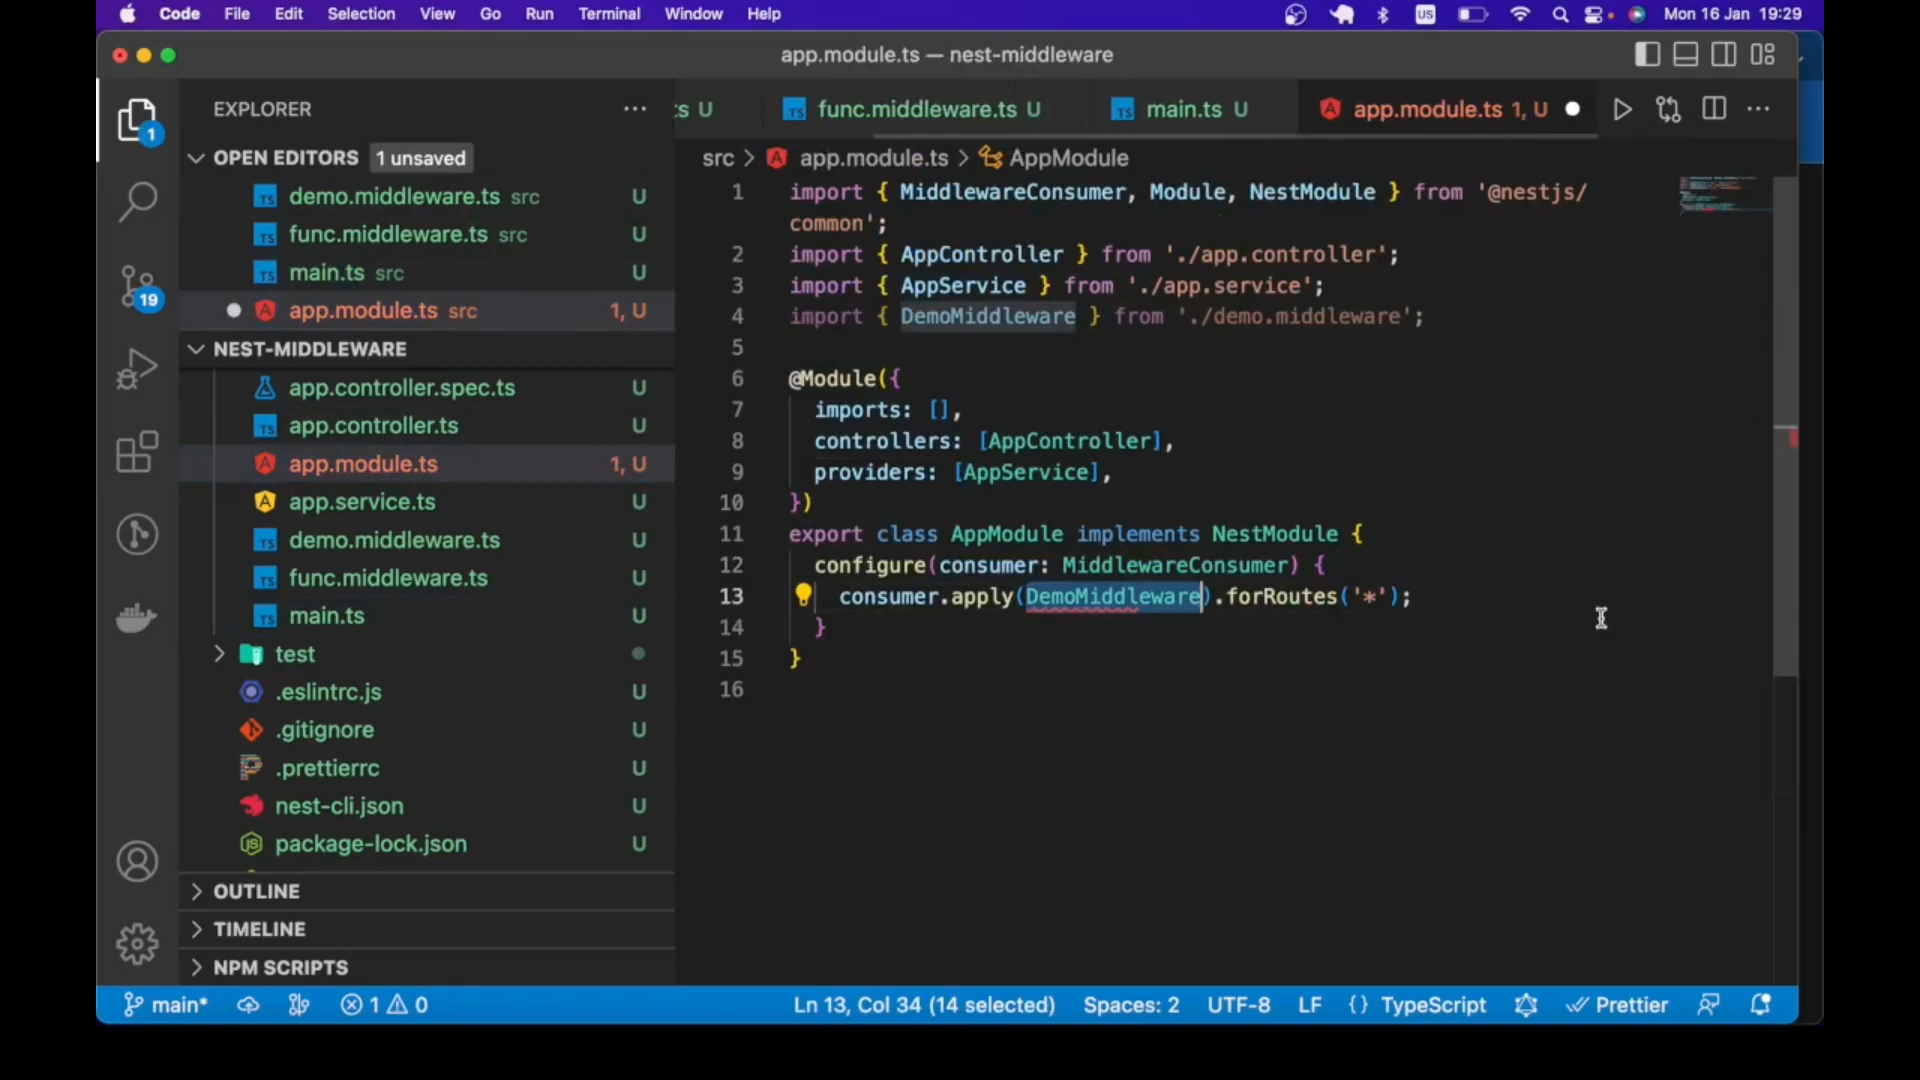 Code File Edit Selection View Go Run Terminal Window Help US Mon 16 Jan 19:29
app.module.ts — nest-middleware
EXPLORER
OPEN EDITORS 1 unsaved
demo.middleware.ts src U
func.middleware.ts src U
main.ts src U
app.module.ts src 1, U
NEST-MIDDLEWARE
app.controller.spec.ts U
app.controller.ts U
app.module.ts 1, U
app.service.ts U
demo.middleware.ts U
func.middleware.ts U
main.ts U
test
.eslintrc.js U
.gitignore U
.prettierrc U
nest-cli.json U
package-lock.json U
OUTLINE
TIMELINE
NPM SCRIPTS
1
19
.ts U func.middleware.ts U main.ts U app.module.ts 1, U
src > app.module.ts > AppModule
1 import { MiddlewareConsumer, Module, NestModule } from '@nestjs/
common';
2 import { AppController } from './app.controller';
3 import { AppService } from './app.service';
4 import { DemoMiddleware } from './demo.middleware';
5
6 @Module({
7 imports: [],
8 controllers: [AppController],
9 providers: [AppService],
10 })
11 export class AppModule implements NestModule {
12 configure(consumer: MiddlewareConsumer) {
13 consumer.apply(DemoMiddleware).forRoutes('*');
14 }
15 }
16
main* 1 0 Ln 13, Col 34 (14 selected) Spaces: 2 UTF-8 LF {} TypeScript Prettier